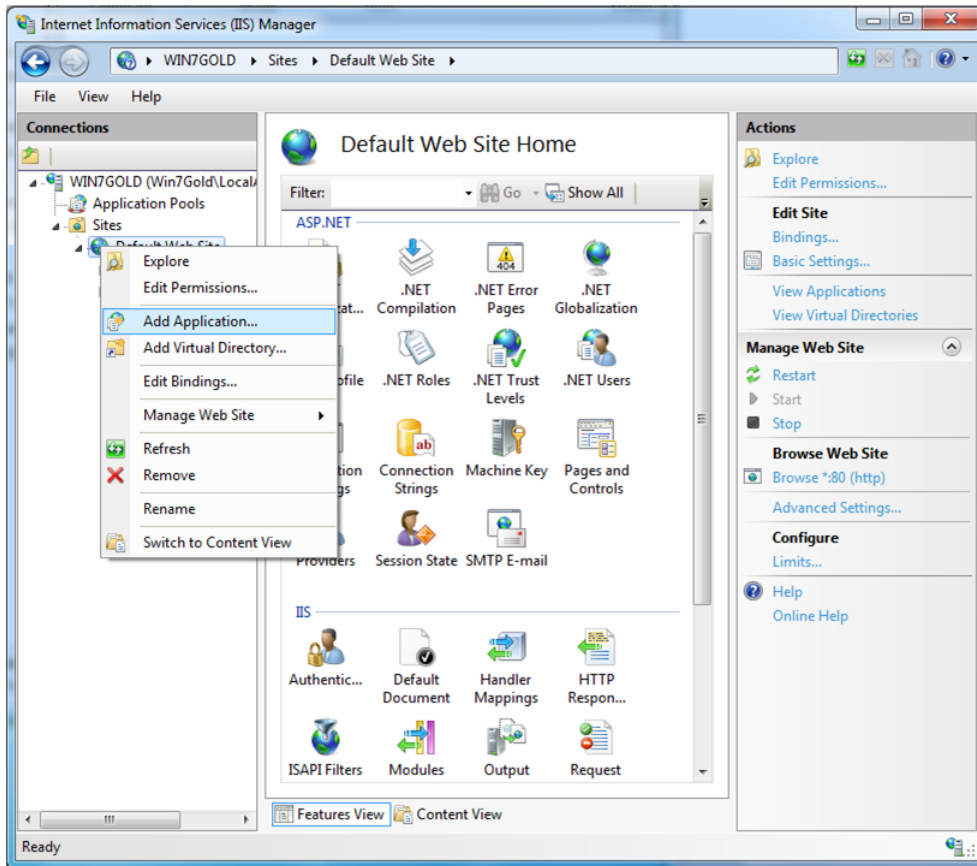 Internet Information Services (IIS) Manager
WIN7GOLD
Sites
Default Web Site
File View Help
Connections
WIN7GOLD (Win7Gold\LocalA
Application Pools
Sites
Default Web Site
Explore
Edit Permissions...
Add Application...
Add Virtual Directory...
Edit Bindings...
Manage Web Site
Refresh
Remove
Rename
Switch to Content View
Default Web Site Home
Filter: Go Show All
ASP.NET
.NET Compilation
.NET Error Pages
404
.NET Globalization
.NET Roles
.NET Trust Levels
.NET Users
ab
Connection Strings
Machine Key
Pages and Controls
Providers
Session State
SMTP E-mail
IIS
Authentic...
Default Document
Handler Mappings
HTTP Respon...
ISAPI Filters
Modules
Output
Request
Features View
Content View
Actions
Explore
Edit Permissions...
Edit Site
Bindings...
Basic Settings...
View Applications
View Virtual Directories
Manage Web Site
Restart
Start
Stop
Browse Web Site
Browse *:80 (http)
Advanced Settings...
Configure
Limits...
Help
Online Help
Ready